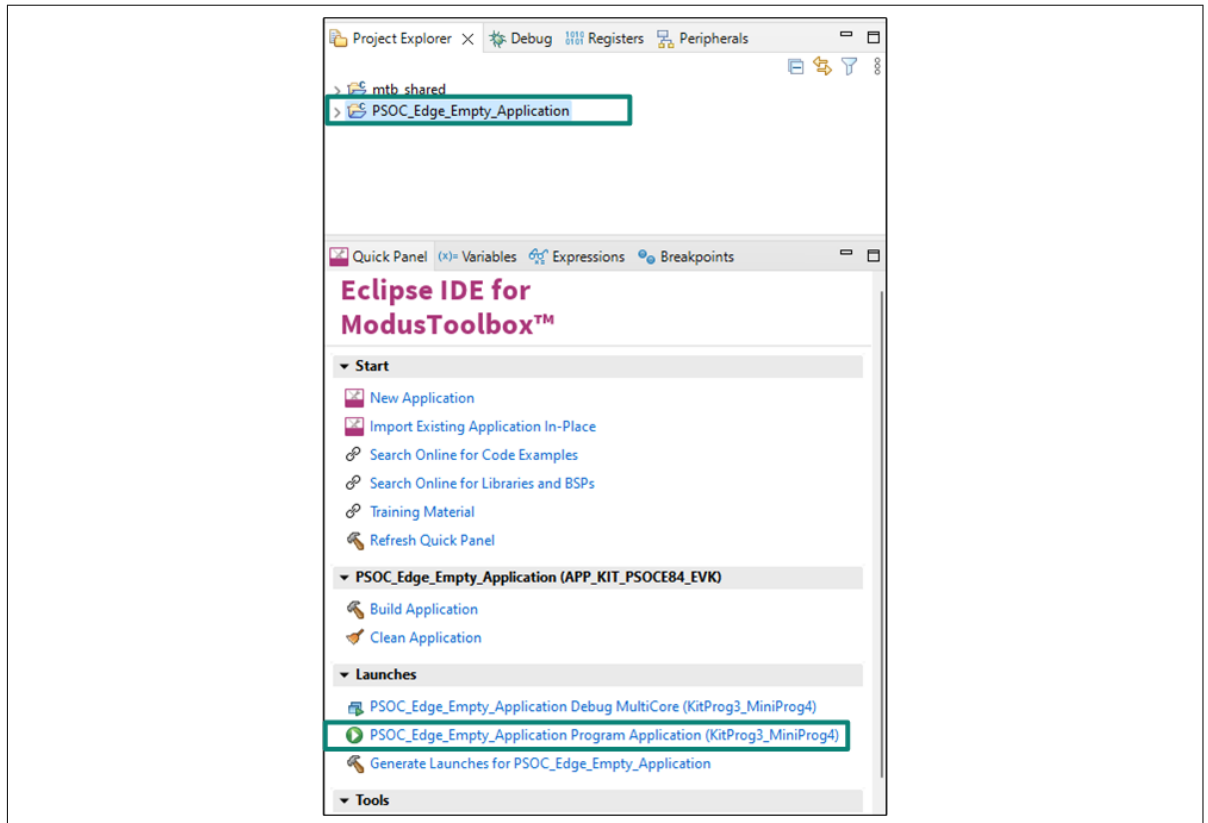 Project Explorer Debug Registers Peripherals
mtb_shared
PSOC_Edge_Empty_Application
Quick Panel (x)= Variables Expressions Breakpoints
Eclipse IDE for
ModusToolbox™
Start
New Application
Import Existing Application In-Place
Search Online for Code Examples
Search Online for Libraries and BSPs
Training Material
Refresh Quick Panel
PSOC_Edge_Empty_Application (APP_KIT_PSOCE84_EVK)
Build Application
Clean Application
Launches
PSOC_Edge_Empty_Application Debug MultiCore (KitProg3_MiniProg4)
PSOC_Edge_Empty_Application Program Application (KitProg3_MiniProg4)
Generate Launches for PSOC_Edge_Empty_Application
Tools